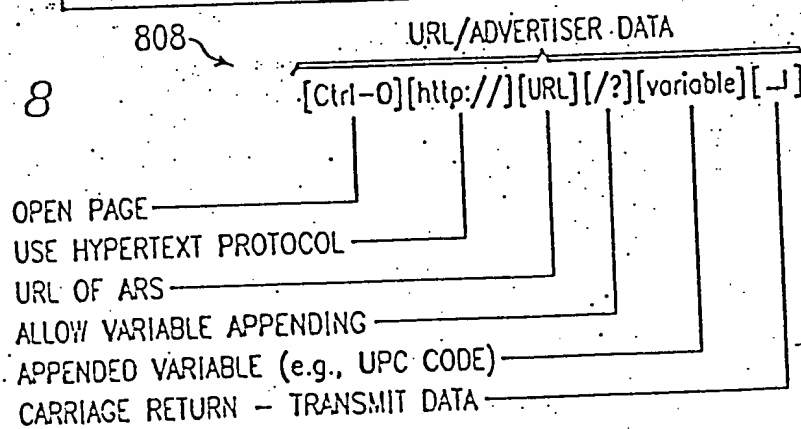 808 URL/ADVERTISER DATA
8 [Ctrl-O][http://][URL][/?][variable][↵]
OPEN PAGE
USE HYPERTEXT PROTOCOL
URL OF ARS
ALLOW VARIABLE APPENDING
APPENDED VARIABLE (e.g., UPC CODE)
CARRIAGE RETURN – TRANSMIT DATA